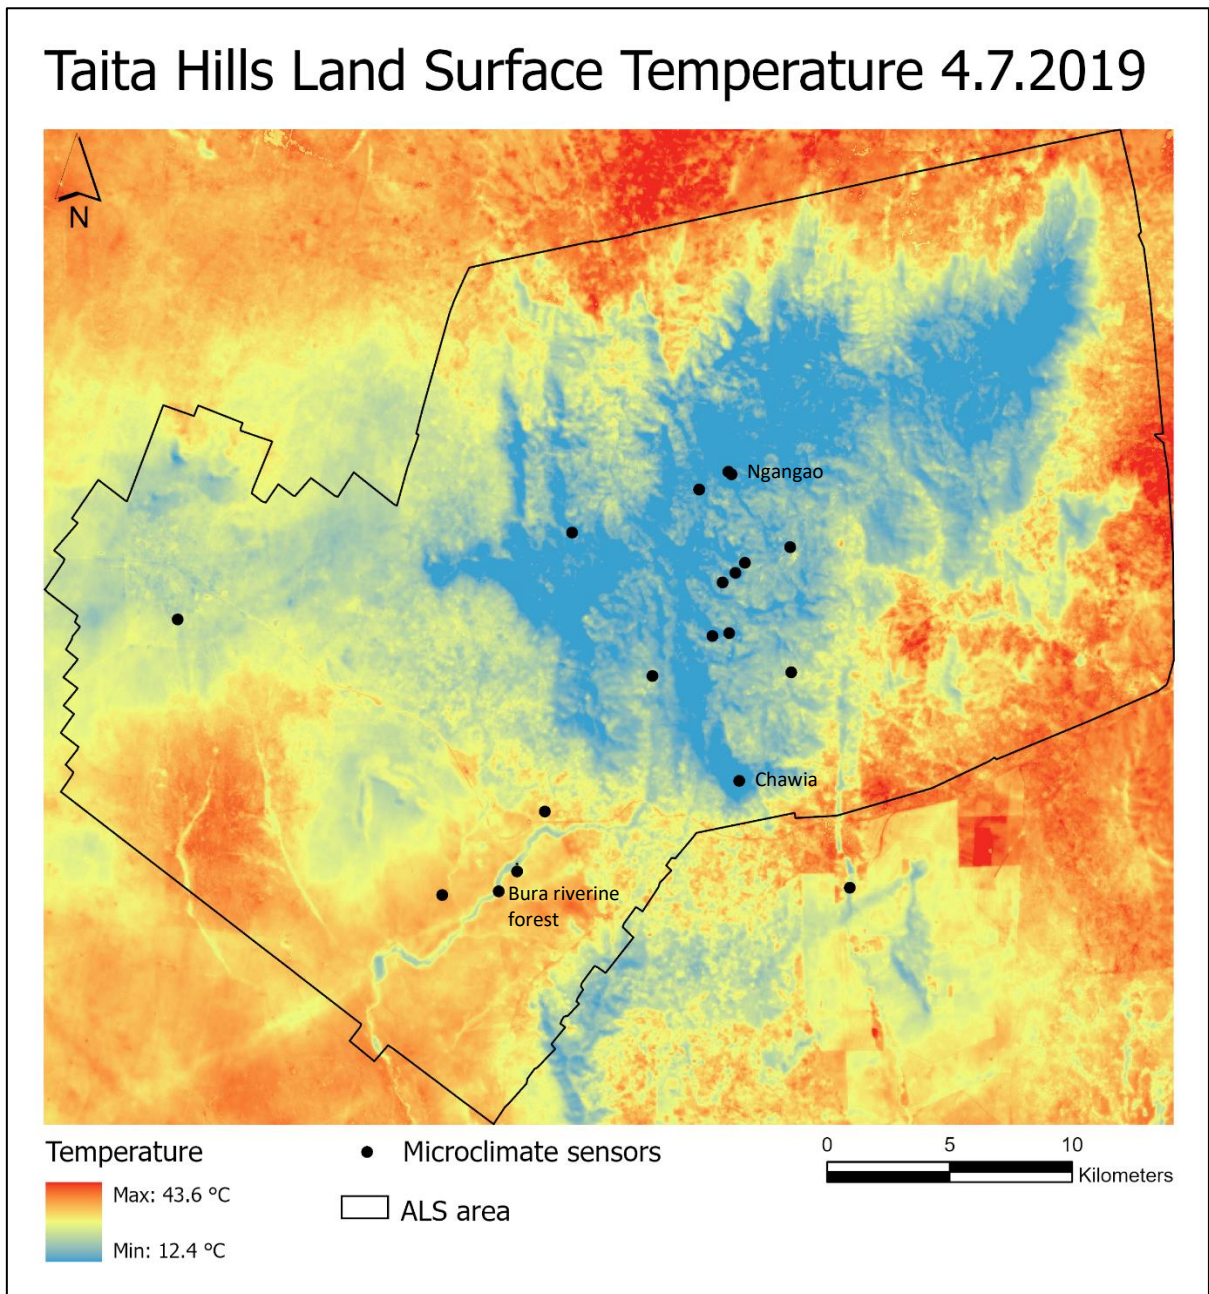 Taita Hills Land Surface Temperature 4.7.2019
N
Ngangao
Chawia
Bura riverine
forest
Temperature
Max: 43.6 °C
Min: 12.4 °C
Microclimate sensors
ALS area
0 5 10
Kilometers